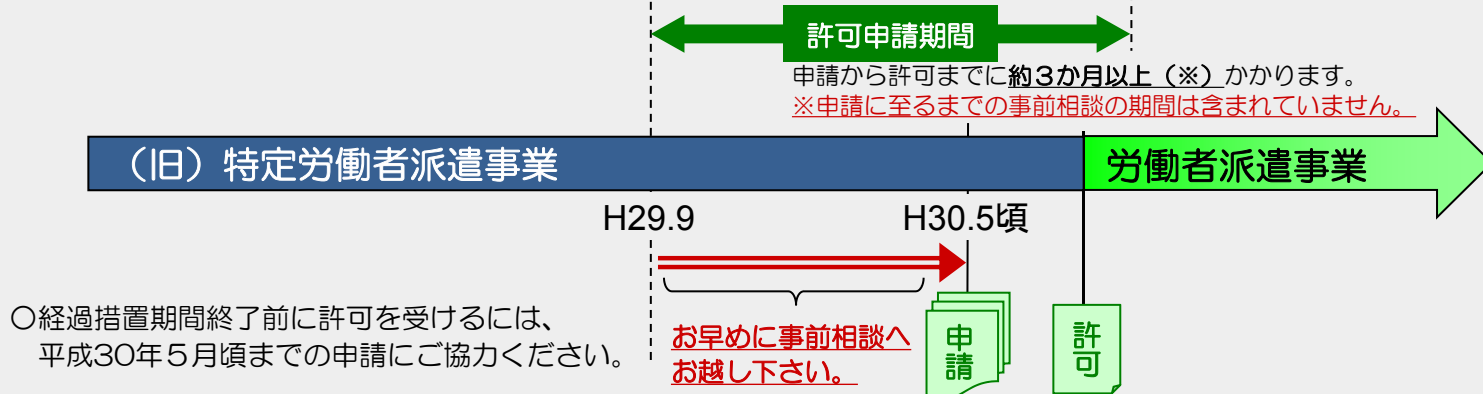 許可申請期間
申請から許可までに約３か月以上（※）かかります。
※申請に至るまでの事前相談の期間は含まれていません。
（旧）特定労働者派遣事業
労働者派遣事業
H29.9
H30.5頃
〇経過措置期間終了前に許可を受けるには、
平成30年５月頃までの申請にご協力ください。
お早めに事前相談へ
お越し下さい。
申請
許可